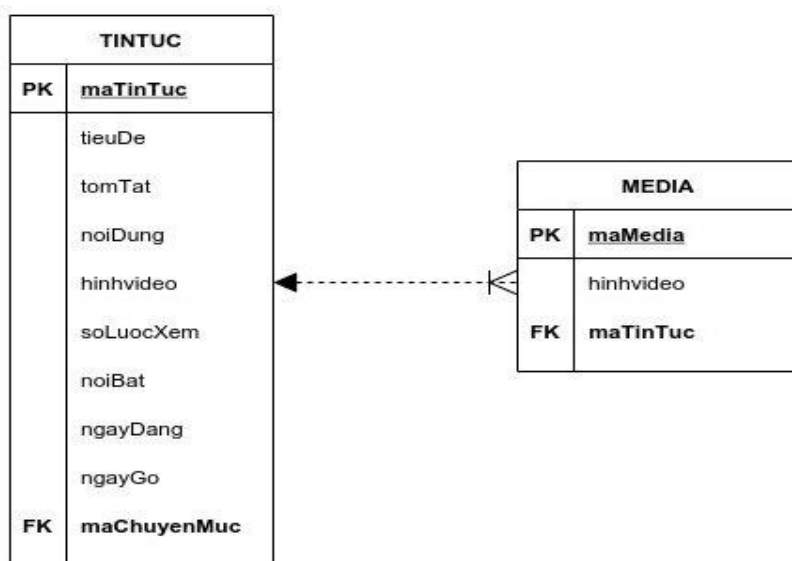 TINTUC
PK maTinTuc
tieuDe
tomTat
noiDung
hinhvideo
soLuocXem
noiBat
ngayDang
ngayGo
FK maChuyenMuc
MEDIA
PK maMedia
hinhvideo
FK maTinTuc